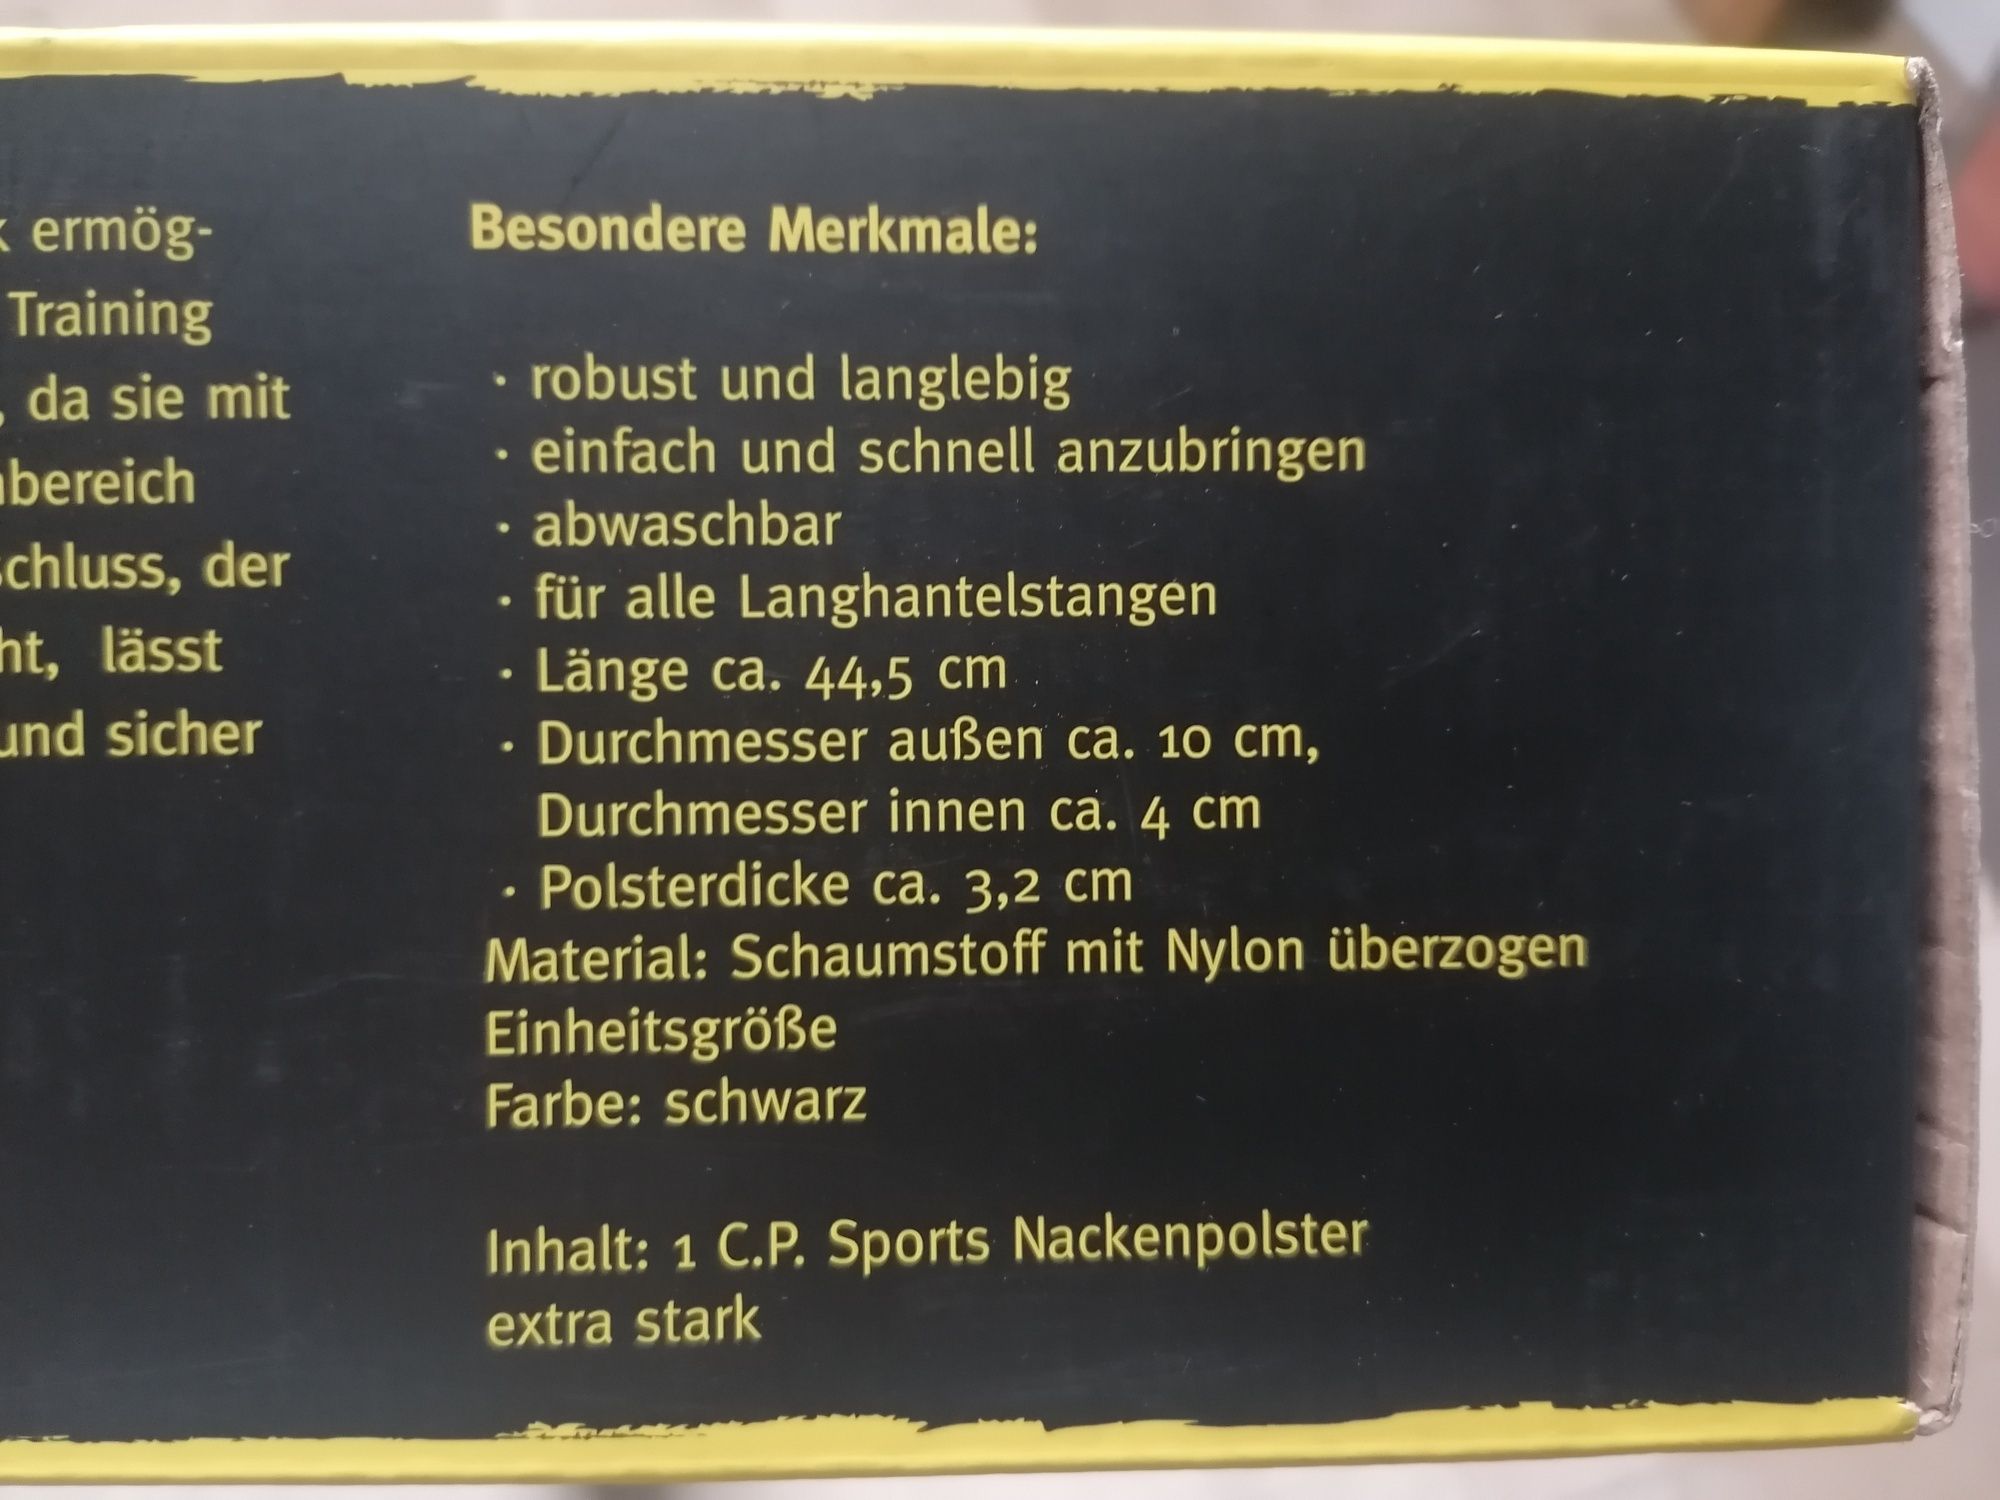 ermög-
Training
, da sie mit
bereich
schluss, der
ht, lässt
und sicher
Besondere Merkmale:
· robust und langlebig
· einfach und schnell anzubringen
· abwaschbar
· für alle Langhantelstangen
· Länge ca. 44,5 cm
· Durchmesser außen ca. 10 cm,
Durchmesser innen ca. 4 cm
· Polsterdicke ca. 3,2 cm
Material: Schaumstoff mit Nylon überzogen
Einheitsgröße
Farbe: schwarz
Inhalt: 1 C.P. Sports Nackenpolster
extra stark